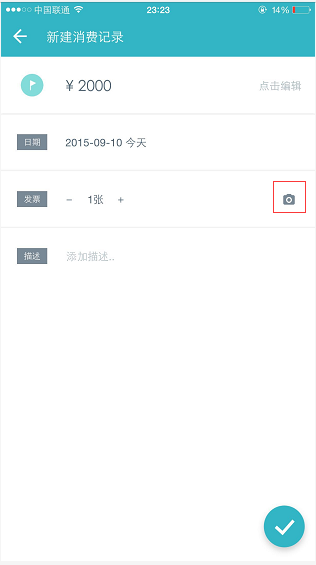 中国联通 23:23 14%
新建消费记录
¥ 2000 点击编辑
日期 2015-09-10 今天
发票 − 1张 +
描述 添加描述..